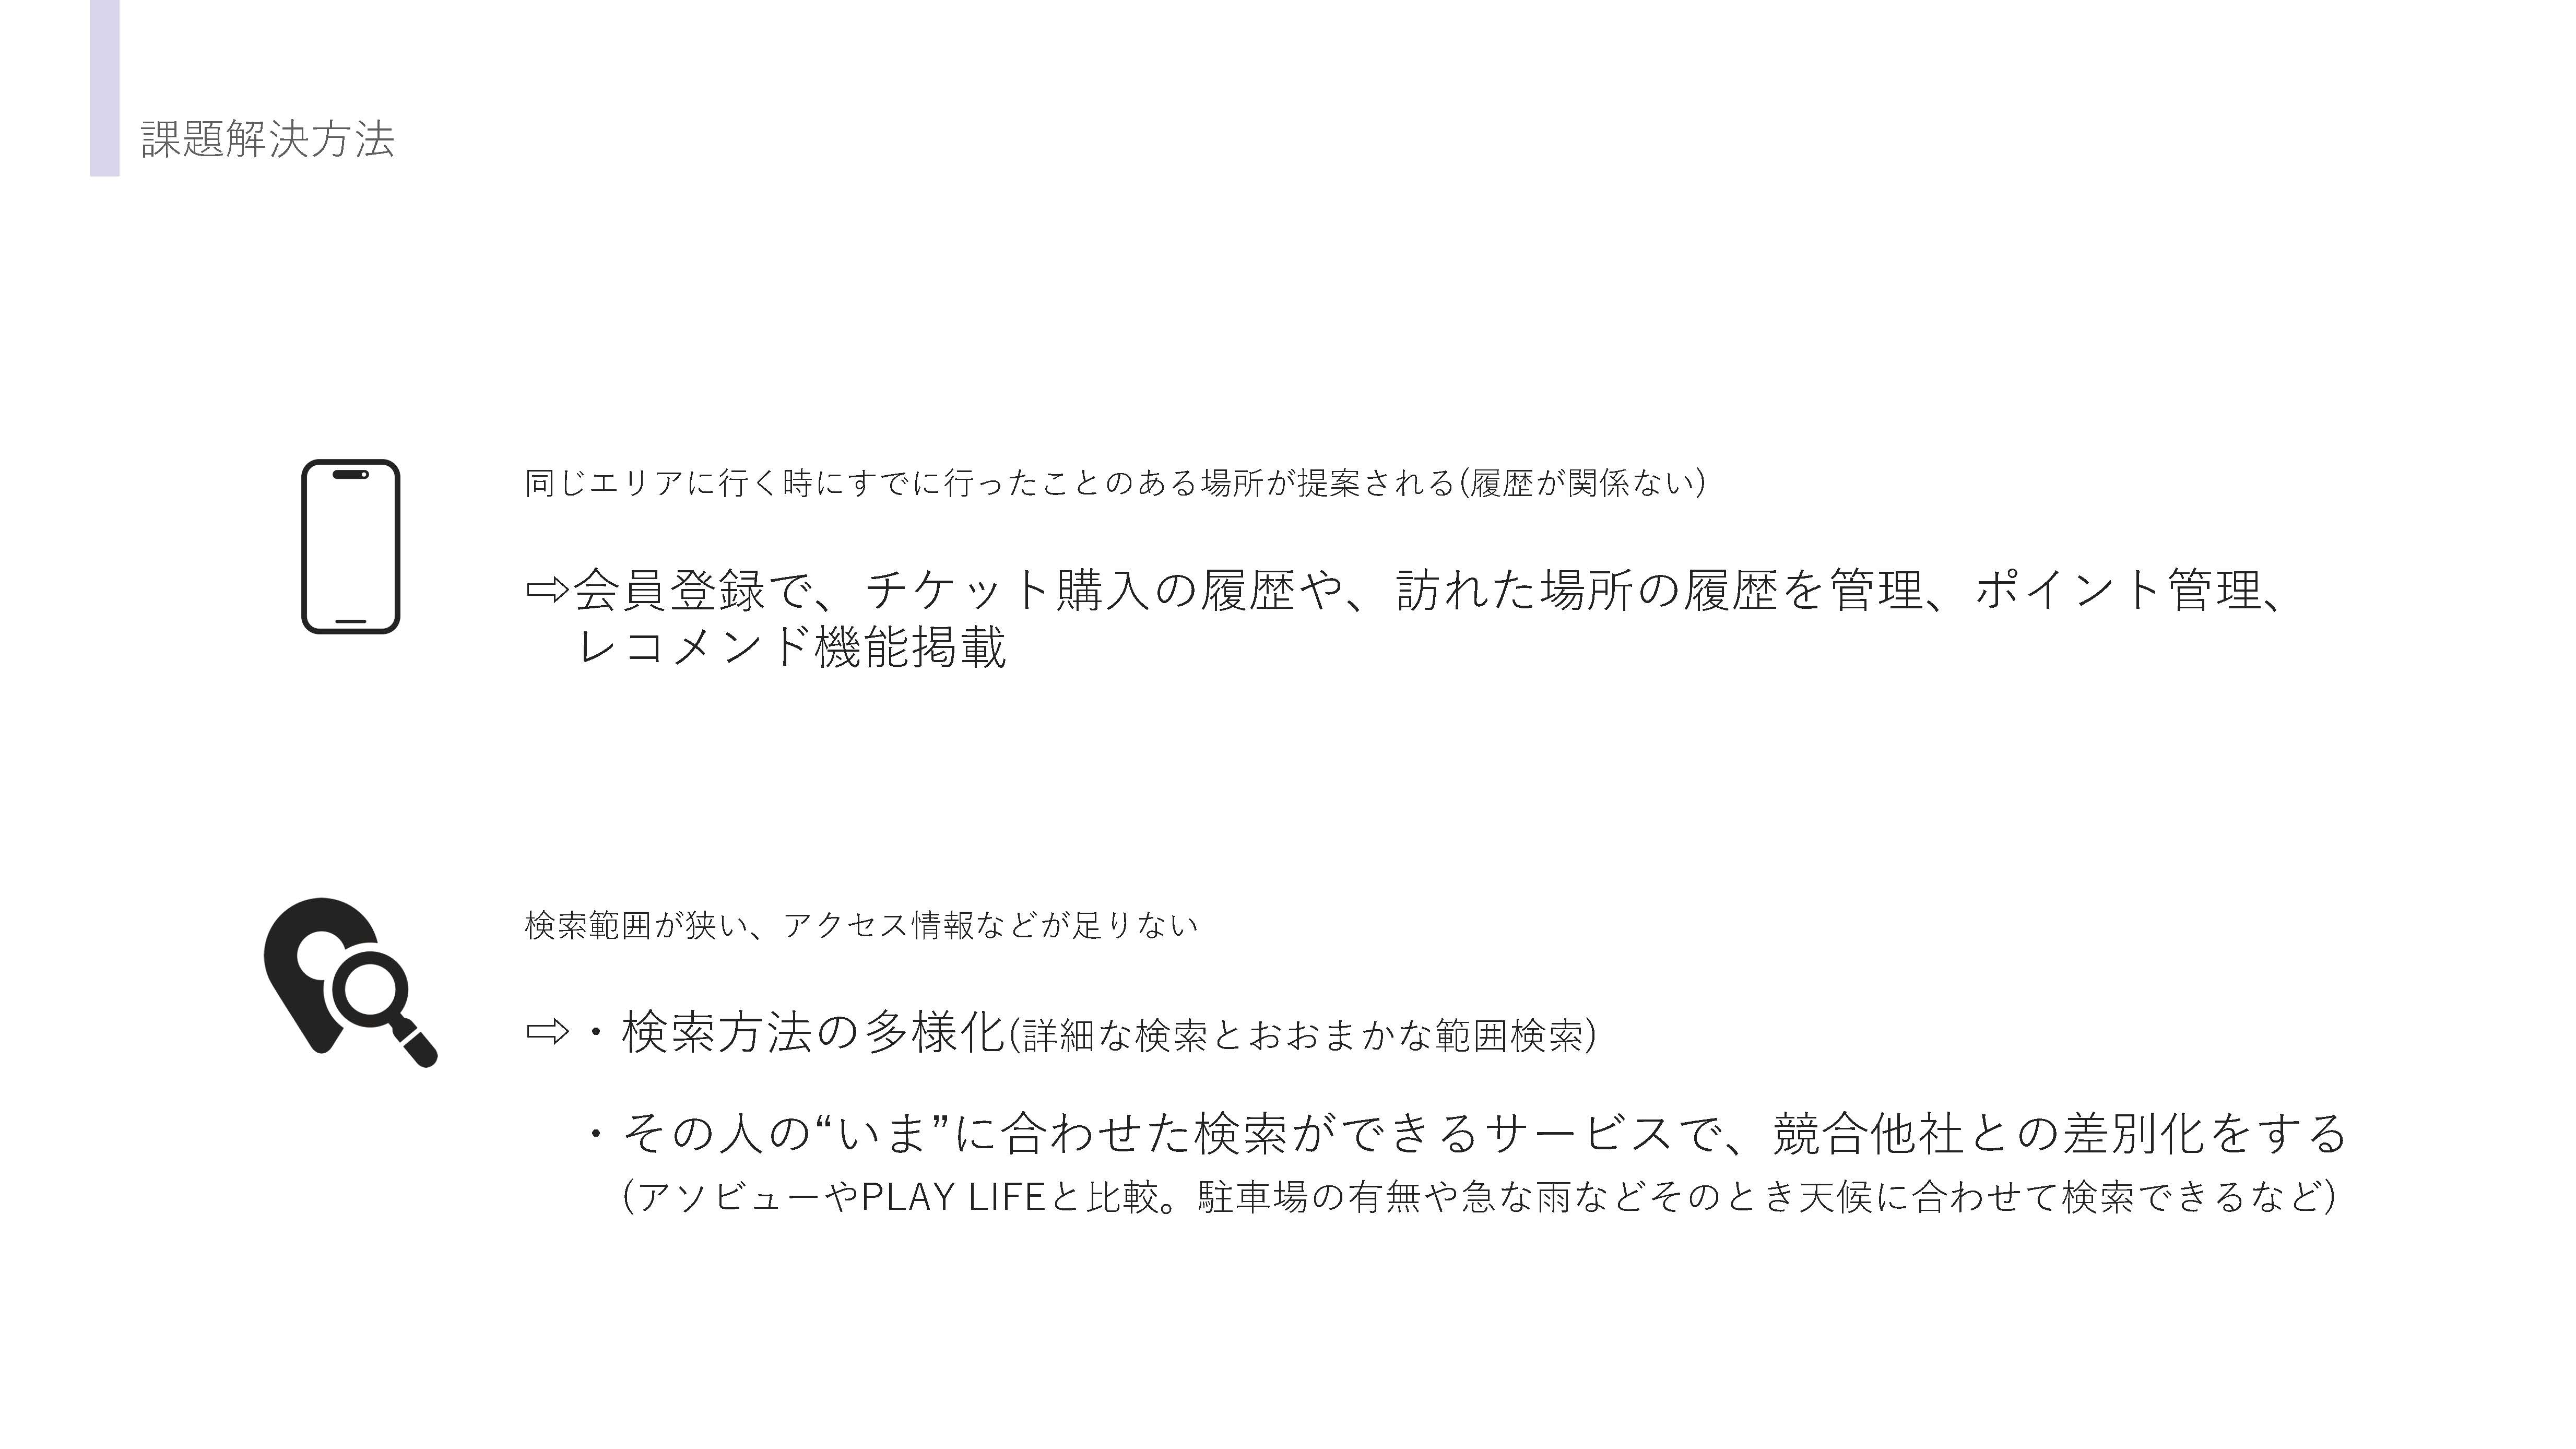 課題解決方法
同じエリアに行く時にすでに行ったことのある場所が提案される(履歴が関係ない)
⇨会員登録で、チケット購入の履歴や、訪れた場所の履歴を管理、ポイント管理、
レコメンド機能掲載
検索範囲が狭い、アクセス情報などが足りない
⇨・検索方法の多様化(詳細な検索とおおまかな範囲検索)
・その人の“いま”に合わせた検索ができるサービスで、競合他社との差別化をする
(アソビューやPLAY LIFEと比較。駐車場の有無や急な雨などそのとき天候に合わせて検索できるなど)